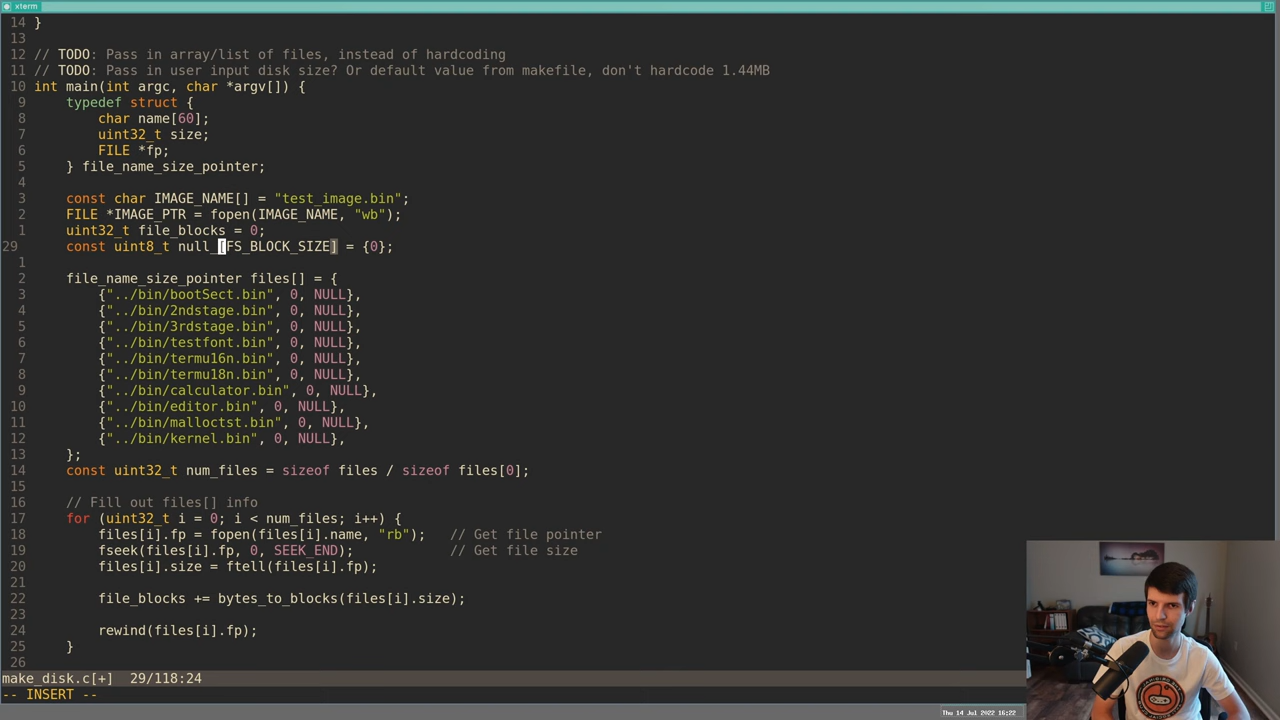 xterm
14 }
13
12 // TODO: Pass in array/list of files, instead of hardcoding
11 // TODO: Pass in user input disk size? Or default value from makefile, don't hardcode 1.44MB
10 int main(int argc, char *argv[]) {
9 typedef struct {
8 char name[60];
7 uint32_t size;
6 FILE *fp;
5 } file_name_size_pointer;
4
3 const char IMAGE_NAME[] = "test_image.bin";
2 FILE *IMAGE_PTR = fopen(IMAGE_NAME, "wb");
1 uint32_t file_blocks = 0;
29 const uint8_t null_[FS_BLOCK_SIZE] = {0};
1
2 file_name_size_pointer files[] = {
3 {"../bin/bootSect.bin", 0, NULL},
4 {"../bin/2ndstage.bin", 0, NULL},
5 {"../bin/3rdstage.bin", 0, NULL},
6 {"../bin/testfont.bin", 0, NULL},
7 {"../bin/termu16n.bin", 0, NULL},
8 {"../bin/termu18n.bin", 0, NULL},
9 {"../bin/calculator.bin", 0, NULL},
10 {"../bin/editor.bin", 0, NULL},
11 {"../bin/malloctst.bin", 0, NULL},
12 {"../bin/kernel.bin", 0, NULL},
13 };
14 const uint32_t num_files = sizeof files / sizeof files[0];
15
16 // Fill out files[] info
17 for (uint32_t i = 0; i < num_files; i++) {
18 files[i].fp = fopen(files[i].name, "rb"); // Get file pointer
19 fseek(files[i].fp, 0, SEEK_END); // Get file size
20 files[i].size = ftell(files[i].fp);
21
22 file_blocks += bytes_to_blocks(files[i].size);
23
24 rewind(files[i].fp);
25 }
26
make_disk.c[+] 29/118:24
-- INSERT --
Thu 14 Jul 2022 16:22